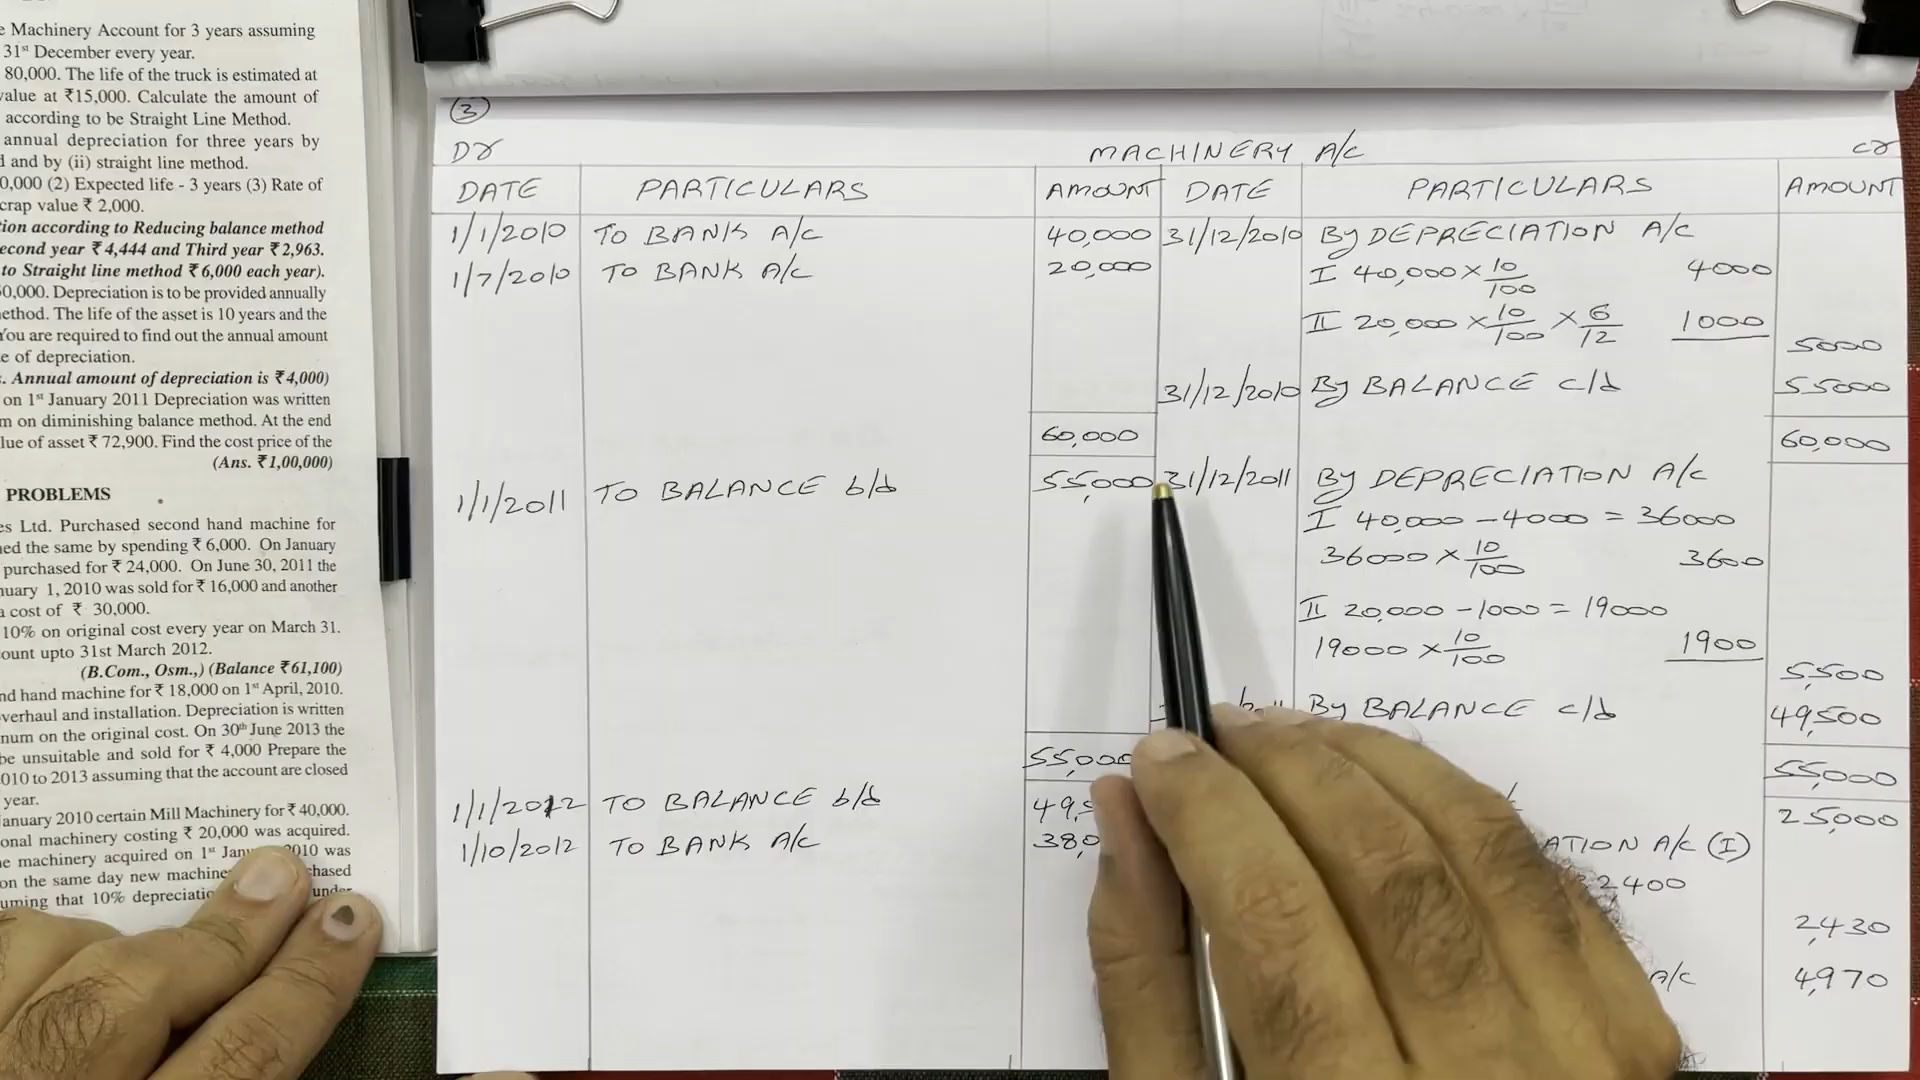 e Machinery Account for 3 years assuming
31st December every year.
80,000. The life of the truck is estimated at
value at ₹15,000. Calculate the amount of
according to be Straight Line Method.
annual depreciation for three years by
d and by (ii) straight line method.
0,000 (2) Expected life - 3 years (3) Rate of
crap value ₹ 2,000.
tion according to Reducing balance method
econd year ₹ 4,444 and Third year ₹ 2,963.
to Straight line method ₹ 6,000 each year).
50,000. Depreciation is to be provided annually
ethod. The life of the asset is 10 years and the
You are required to find out the annual amount
e of depreciation.
. Annual amount of depreciation is ₹ 4,000)
on 1st January 2011 Depreciation was written
m on diminishing balance method. At the end
lue of asset ₹ 72,900. Find the cost price of the
(Ans. ₹ 1,00,000)
PROBLEMS
es Ltd. Purchased second hand machine for
ned the same by spending ₹ 6,000. On January
purchased for ₹ 24,000. On June 30, 2011 the
nuary 1, 2010 was sold for ₹ 16,000 and another
a cost of ₹ 30,000.
10% on original cost every year on March 31.
ount upto 31st March 2012.
(B.Com., Osm.,) (Balance ₹ 61,100)
nd hand machine for ₹ 18,000 on 1st April, 2010.
verhaul and installation. Depreciation is written
num on the original cost. On 30th June 2013 the
be unsuitable and sold for ₹ 4,000 Prepare the
010 to 2013 assuming that the account are closed
year.
anuary 2010 certain Mill Machinery for ₹ 40,000.
onal machinery costing ₹ 20,000 was acquired.
e machinery acquired on 1st Janu 2010 was
on the same day new machine chased
uming that 10% depreciatio under
3
Dr MACHINERY A/c Cr
DATE PARTICULARS AMOUNT DATE PARTICULARS AMOUNT
1/1/2010 TO BANK A/c 40,000 31/12/2010 By DEPRECIATION A/c
1/7/2010 TO BANK A/c 20,000 I 40,000 × 10/100 4000
II 20,000 × 10/100 × 6/12 1000
5000
31/12/2010 By BALANCE c/d 55000
60,000 60,000
1/1/2011 TO BALANCE b/d 55,000 31/12/2011 By DEPRECIATION A/c
I 40,000 - 4000 = 36000
36000 × 10/100 3600
II 20,000 - 1000 = 19000
19000 × 10/100 1900
5,500
By BALANCE c/d 49,500
55,000 55,000
1/1/2012 TO BALANCE b/d 49,5
25,000
1/10/2012 TO BANK A/c 38,0 ATION A/c (I)
2400
2,430
A/c 4,970